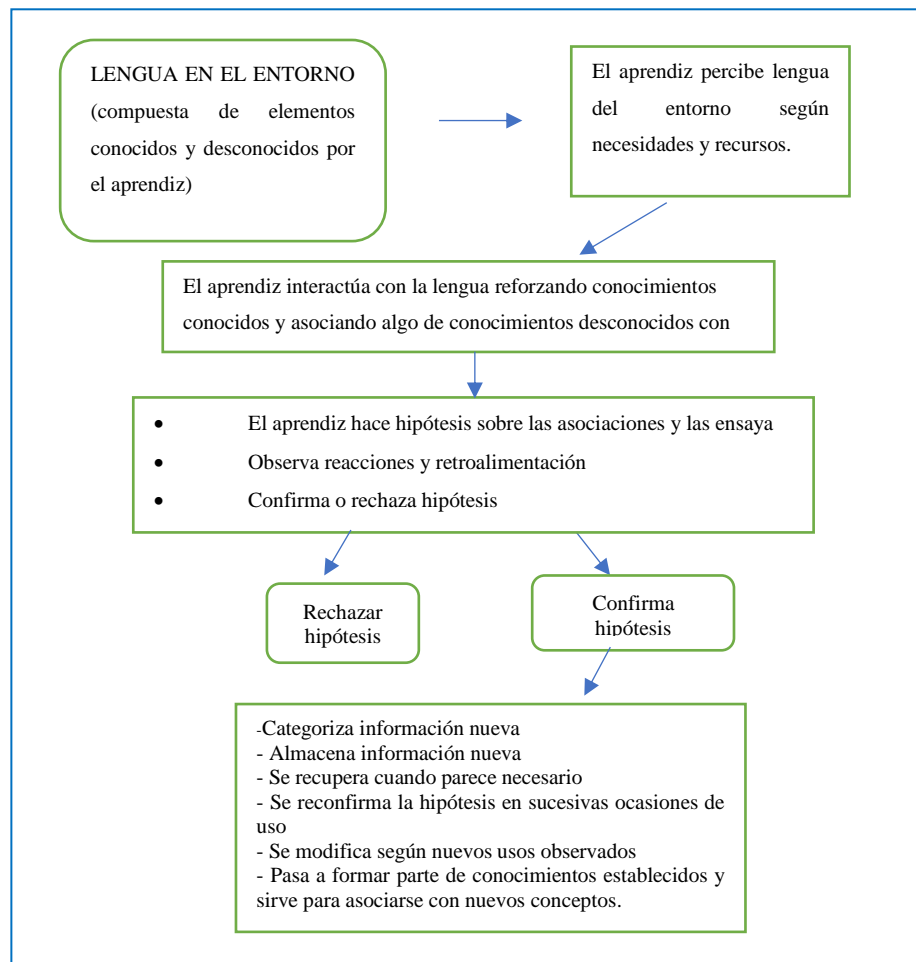 LENGUA EN EL ENTORNO
(compuesta de elementos
conocidos y desconocidos por
el aprendiz)
El aprendiz percibe lengua
del entorno según
necesidades y recursos.
El aprendiz interactúa con la lengua reforzando conocimientos
conocidos y asociando algo de conocimientos desconocidos con
• El aprendiz hace hipótesis sobre las asociaciones y las ensaya
• Observa reacciones y retroalimentación
• Confirma o rechaza hipótesis
Rechazar
hipótesis
Confirma
hipótesis
-Categoriza información nueva
- Almacena información nueva
- Se recupera cuando parece necesario
- Se reconfirma la hipótesis en sucesivas ocasiones de
uso
- Se modifica según nuevos usos observados
- Pasa a formar parte de conocimientos establecidos y
sirve para asociarse con nuevos conceptos.